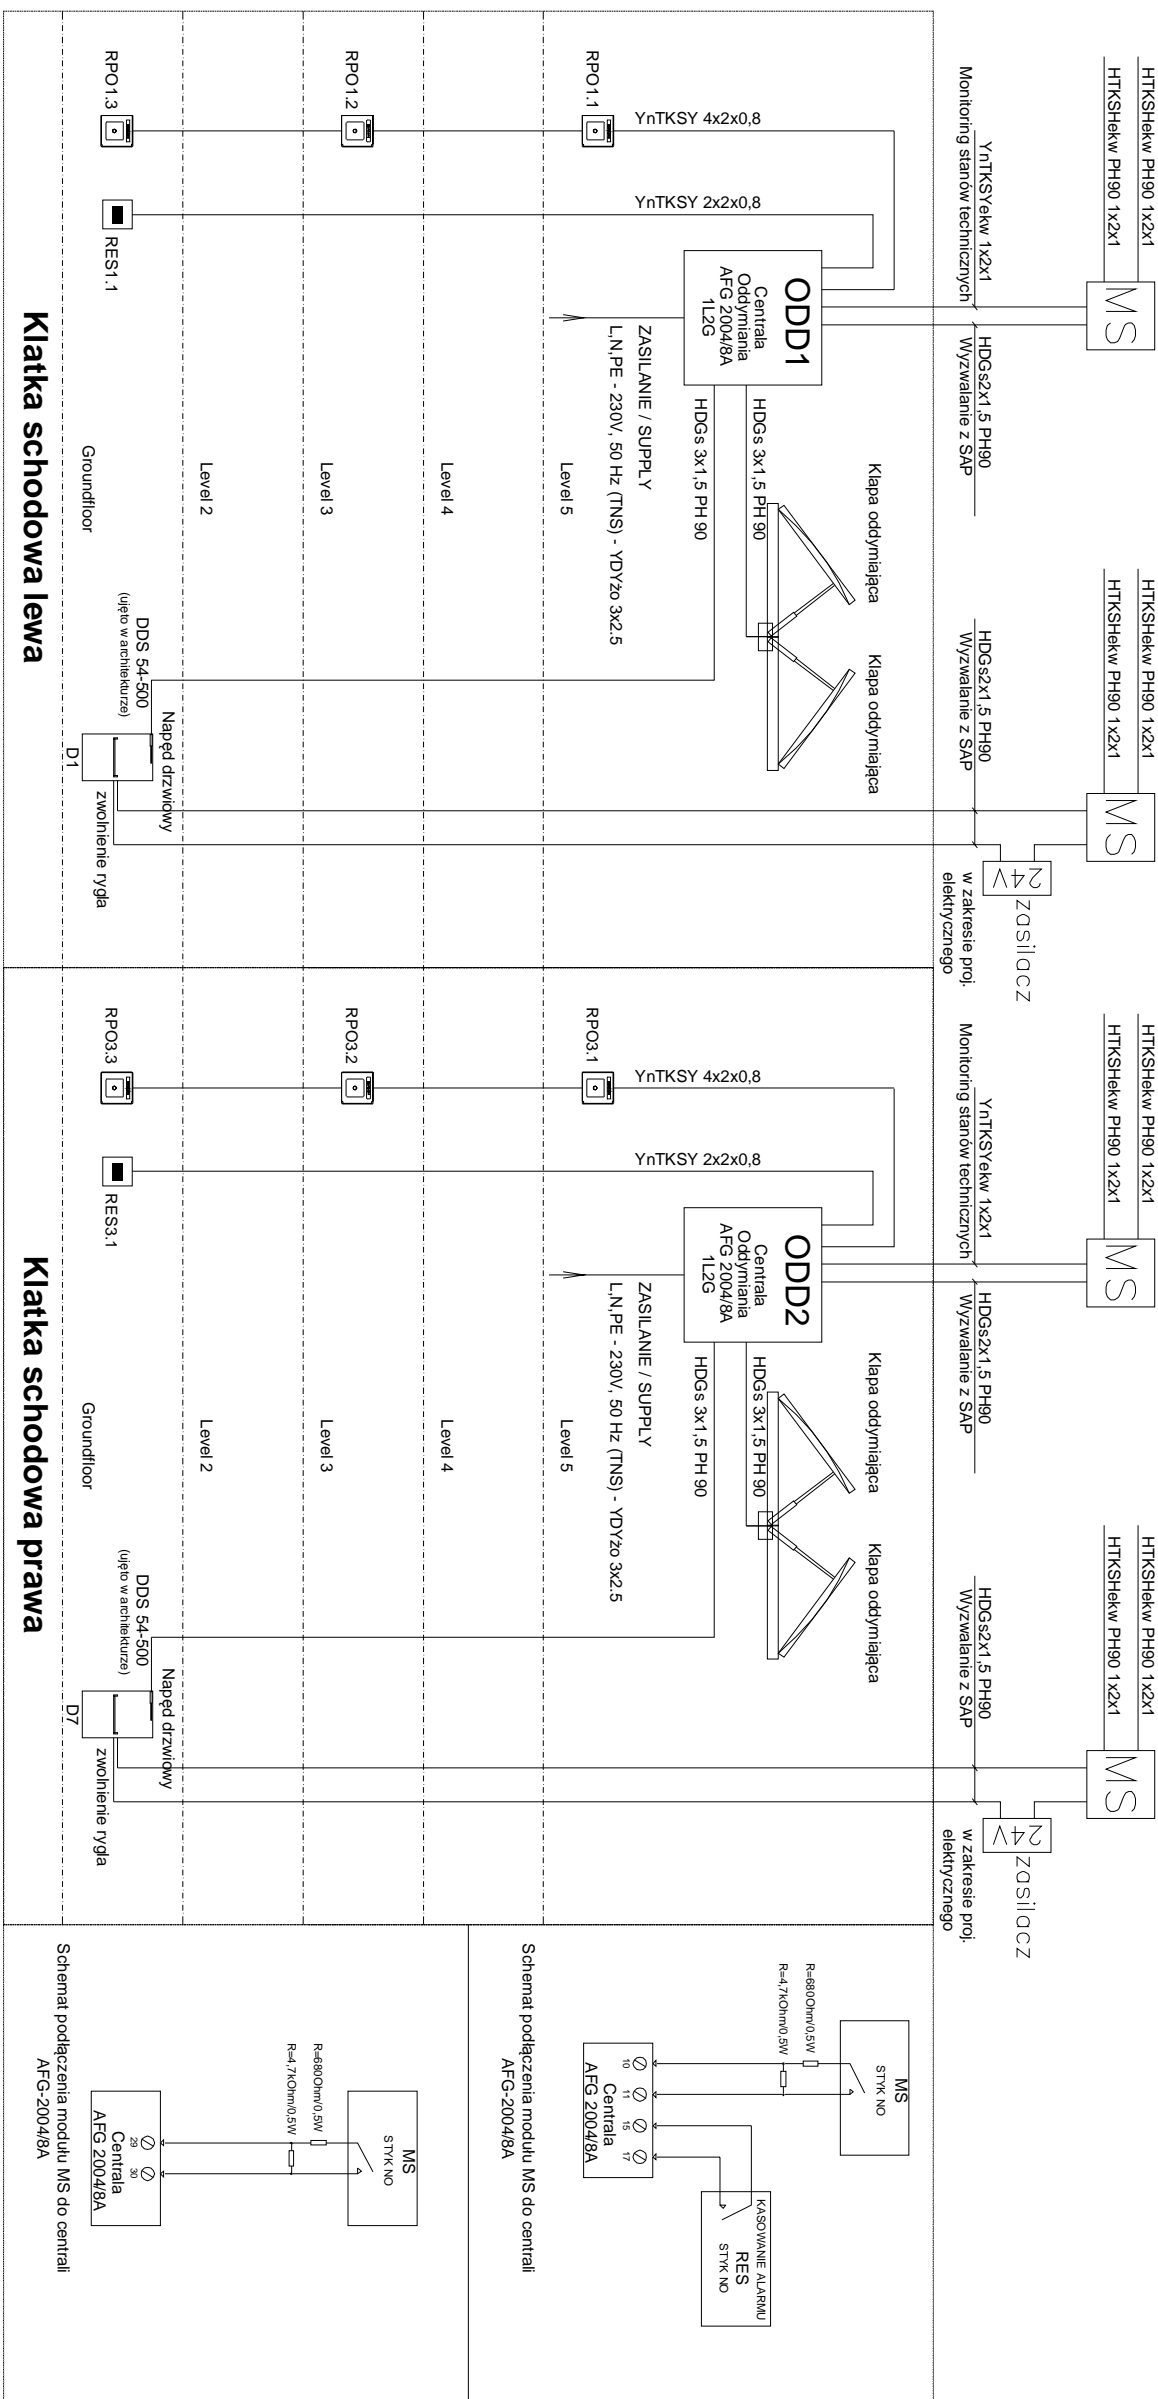 HTKSHekw PH90 1x2x1
HTKSHekw PH90 1x2x1
MS
YnTKSYekw 1x2x1
Monitoring stanów technicznych
HDGs2x1,5 PH90
Wyzwalanie z SAP
HTKSHekw PH90 1x2x1
HTKSHekw PH90 1x2x1
MS
HDGs2x1,5 PH90
Wyzwalanie z SAP
24V
zasilacz
w zakresie proj.
elektrycznego
YnTKSY 4x2x0,8
YnTKSY 2x2x0,8
ODD1
Centrala
Oddymiania
AFG 2004/8A
1L2G
Klapa oddymiająca
Klapa oddymiająca
HDGs 3x1,5 PH 90
HDGs 3x1,5 PH 90
ZASILANIE / SUPPLY
L,N,PE - 230V, 50 Hz (TNS) - YDYżo 3x2.5
RPO1.1
RPO1.2
RPO1.3
RES1.1
Level 5
Level 4
Level 3
Level 2
Groundfloor
DDS 54-500
(ujęto w architekturze)
Napęd drzwiowy
D1
zwolnienie rygla
Klatka schodowa lewa
HTKSHekw PH90 1x2x1
HTKSHekw PH90 1x2x1
MS
YnTKSYekw 1x2x1
Monitoring stanów technicznych
HDGs2x1,5 PH90
Wyzwalanie z SAP
HTKSHekw PH90 1x2x1
HTKSHekw PH90 1x2x1
MS
HDGs2x1,5 PH90
Wyzwalanie z SAP
24V
zasilacz
w zakresie proj.
elektrycznego
YnTKSY 4x2x0,8
YnTKSY 2x2x0,8
ODD2
Centrala
Oddymiania
AFG 2004/8A
1L2G
Klapa oddymiająca
Klapa oddymiająca
HDGs 3x1,5 PH 90
HDGs 3x1,5 PH 90
ZASILANIE / SUPPLY
L,N,PE - 230V, 50 Hz (TNS) - YDYżo 3x2.5
RPO3.1
RPO3.2
RPO3.3
RES3.1
Level 5
Level 4
Level 3
Level 2
Groundfloor
DDS 54-500
(ujęto w architekturze)
Napęd drzwiowy
D7
zwolnienie rygla
Klatka schodowa prawa
MS
STYK NO
R=680Ohm/0,5W
R=4,7kOhm/0,5W
10 11 15 17
Centrala
AFG 2004/8A
KASOWANIE ALARMU
RES
STYK NO
Schemat podłączenia modułu MS do centrali
AFG-2004/8A
MS
STYK NO
R=680Ohm/0,5W
R=4,7kOhm/0,5W
29 30
Centrala
AFG 2004/8A
Schemat podłączenia modułu MS do centrali
AFG-2004/8A